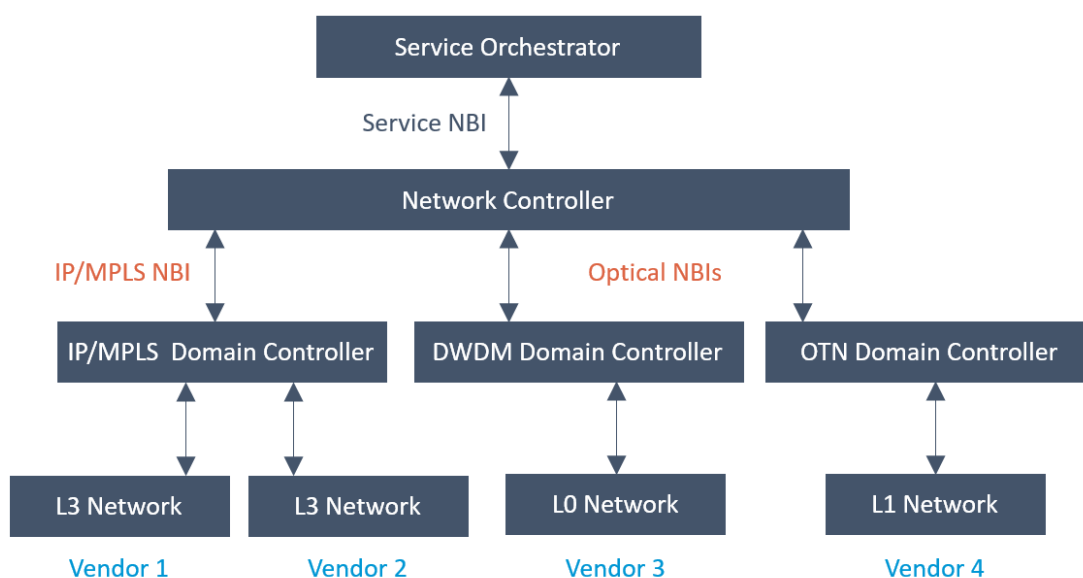 Service Orchestrator
Service NBI
Network Controller
IP/MPLS NBI
Optical NBIs
IP/MPLS  Domain Controller
DWDM Domain Controller
OTN Domain Controller
L3 Network
L3 Network
L0 Network
L1 Network
Vendor 1
Vendor 2
Vendor 3
Vendor 4